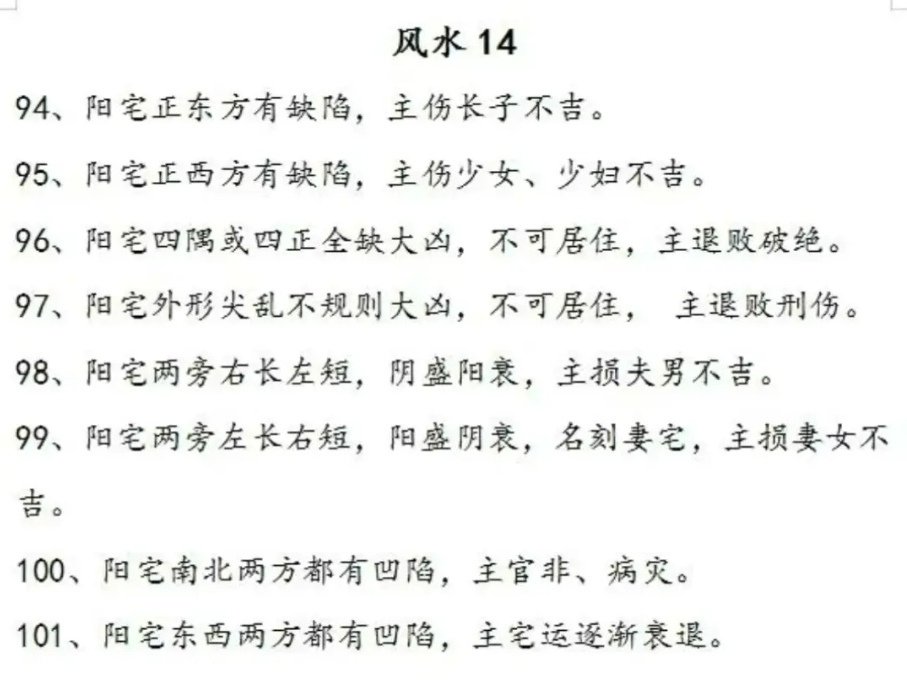 风水 14
94、阳宅正东方有缺陷，主伤长子不吉。
95、阳宅正西方有缺陷，主伤少女、少妇不吉。
96、阳宅四隅或四正全缺大凶，不可居住，主退败破绝。
97、阳宅外形尖乱不规则大凶，不可居住， 主退败刑伤。
98、阳宅两旁右长左短，阴盛阳衰，主损夫男不吉。
99、阳宅两旁左长右短，阳盛阴衰，名刻妻宅，主损妻女不
吉。
100、阳宅南北两方都有凹陷，主官非、病灾。
101、阳宅东西两方都有凹陷，主宅运逐渐衰退。